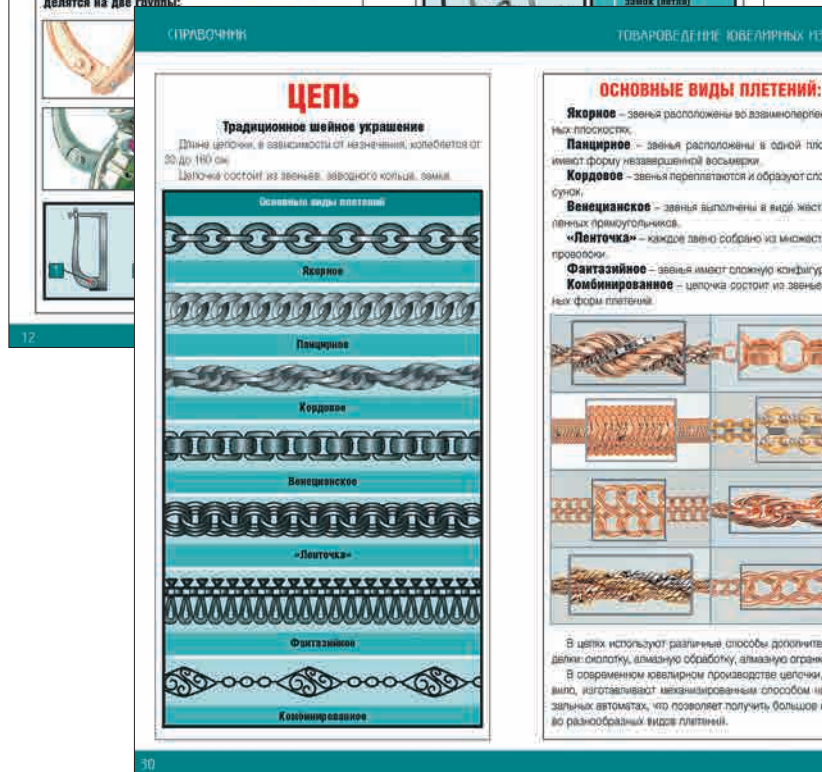 делятся на две группы:
замок (петля)
1
12
СПРАВОЧНИК
ТОВАРОВЕДЕНИЕ ЮВЕЛИРНЫХ ИЗ
ЦЕПЬ
Традиционное шейное украшение
Длина цепочки, в зависимости от назначения, колеблется от
до 160 см.
Цепочка состоит из звеньев, заводного кольца, замка.
Основные виды плетений
Якорное
Панцирное
Кордовое
Венецианское
«Ленточка»
Фантазийное
Комбинированное
30
ОСНОВНЫЕ ВИДЫ ПЛЕТЕНИЙ:
Якорное – звенья расположены во взаимноперпен
ных плоскостях.
Панцирное – звенья расположены в одной пло
имеют форму незавершенной восьмерки.
Кордовое – звенья переплетаются и образуют сло
сунок.
Венецианское – звенья выполнены в виде жест
ленных прямоугольников.
«Ленточка» – каждое звено собрано из множест
проволоки.
Фантазийное – звенья имеют сложную конфигур
Комбинированное – цепочка состоит из звенье
ных форм плетений.
В цепях используют различные способы дополните
делки: околотку, алмазную обработку, алмазную огранк
В современном ювелирном производстве цепочки,
вило, изготавливают механизированным способом на
зальных автоматах, что позволяет получить большое
во разнообразных видов плетений.